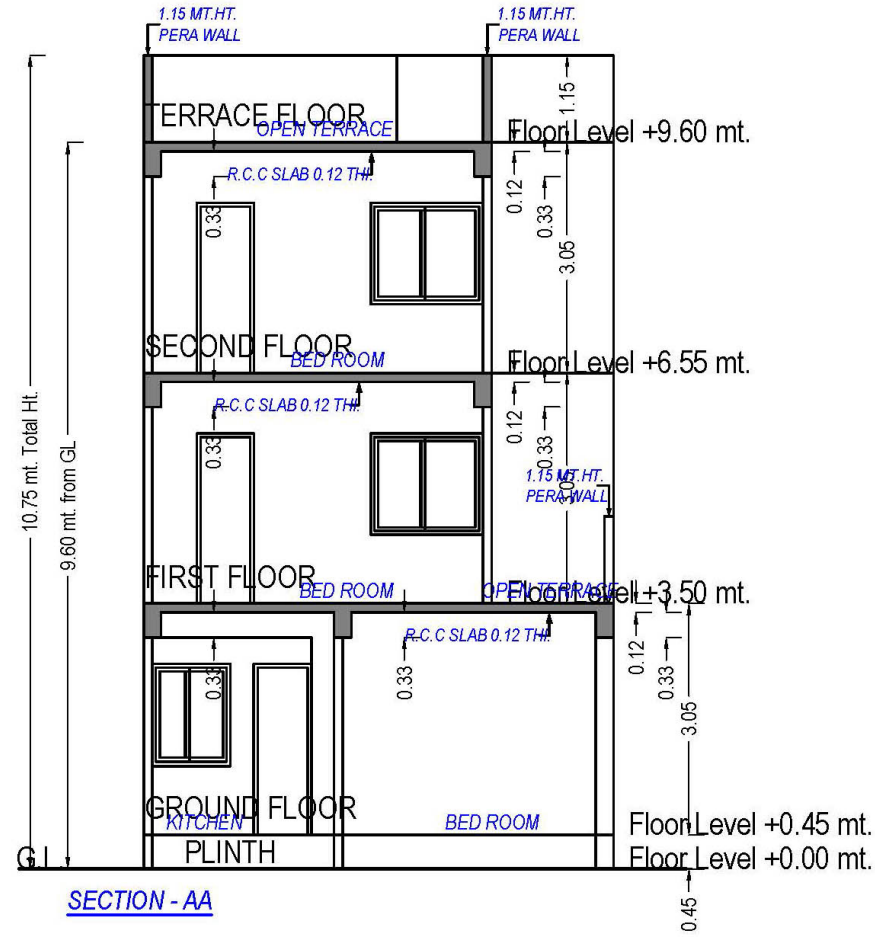 1.15 MT.HT.
PERA WALL
1.15 MT.HT.
PERA WALL
1.15
TERRACE FLOOR
OPEN TERRACE
Floor Level +9.60 mt.
R.C.C SLAB 0.12 THI.
0.33
0.12
0.33
3.05
SECOND FLOOR
BED ROOM
Floor Level +6.55 mt.
R.C.C SLAB 0.12 THI.
0.33
0.12
0.33
3.05
1.15 MT.HT.
PERA WALL
10.75 mt. Total Ht.
9.60 mt. from GL
FIRST FLOOR
BED ROOM
OPEN TERRACE
Floor Level +3.50 mt.
R.C.C SLAB 0.12 THI.
0.33
0.33
0.12
0.33
3.05
GROUND FLOOR
KITCHEN
BED ROOM
Floor Level +0.45 mt.
G.L
PLINTH
Floor Level +0.00 mt.
0.45
SECTION - AA